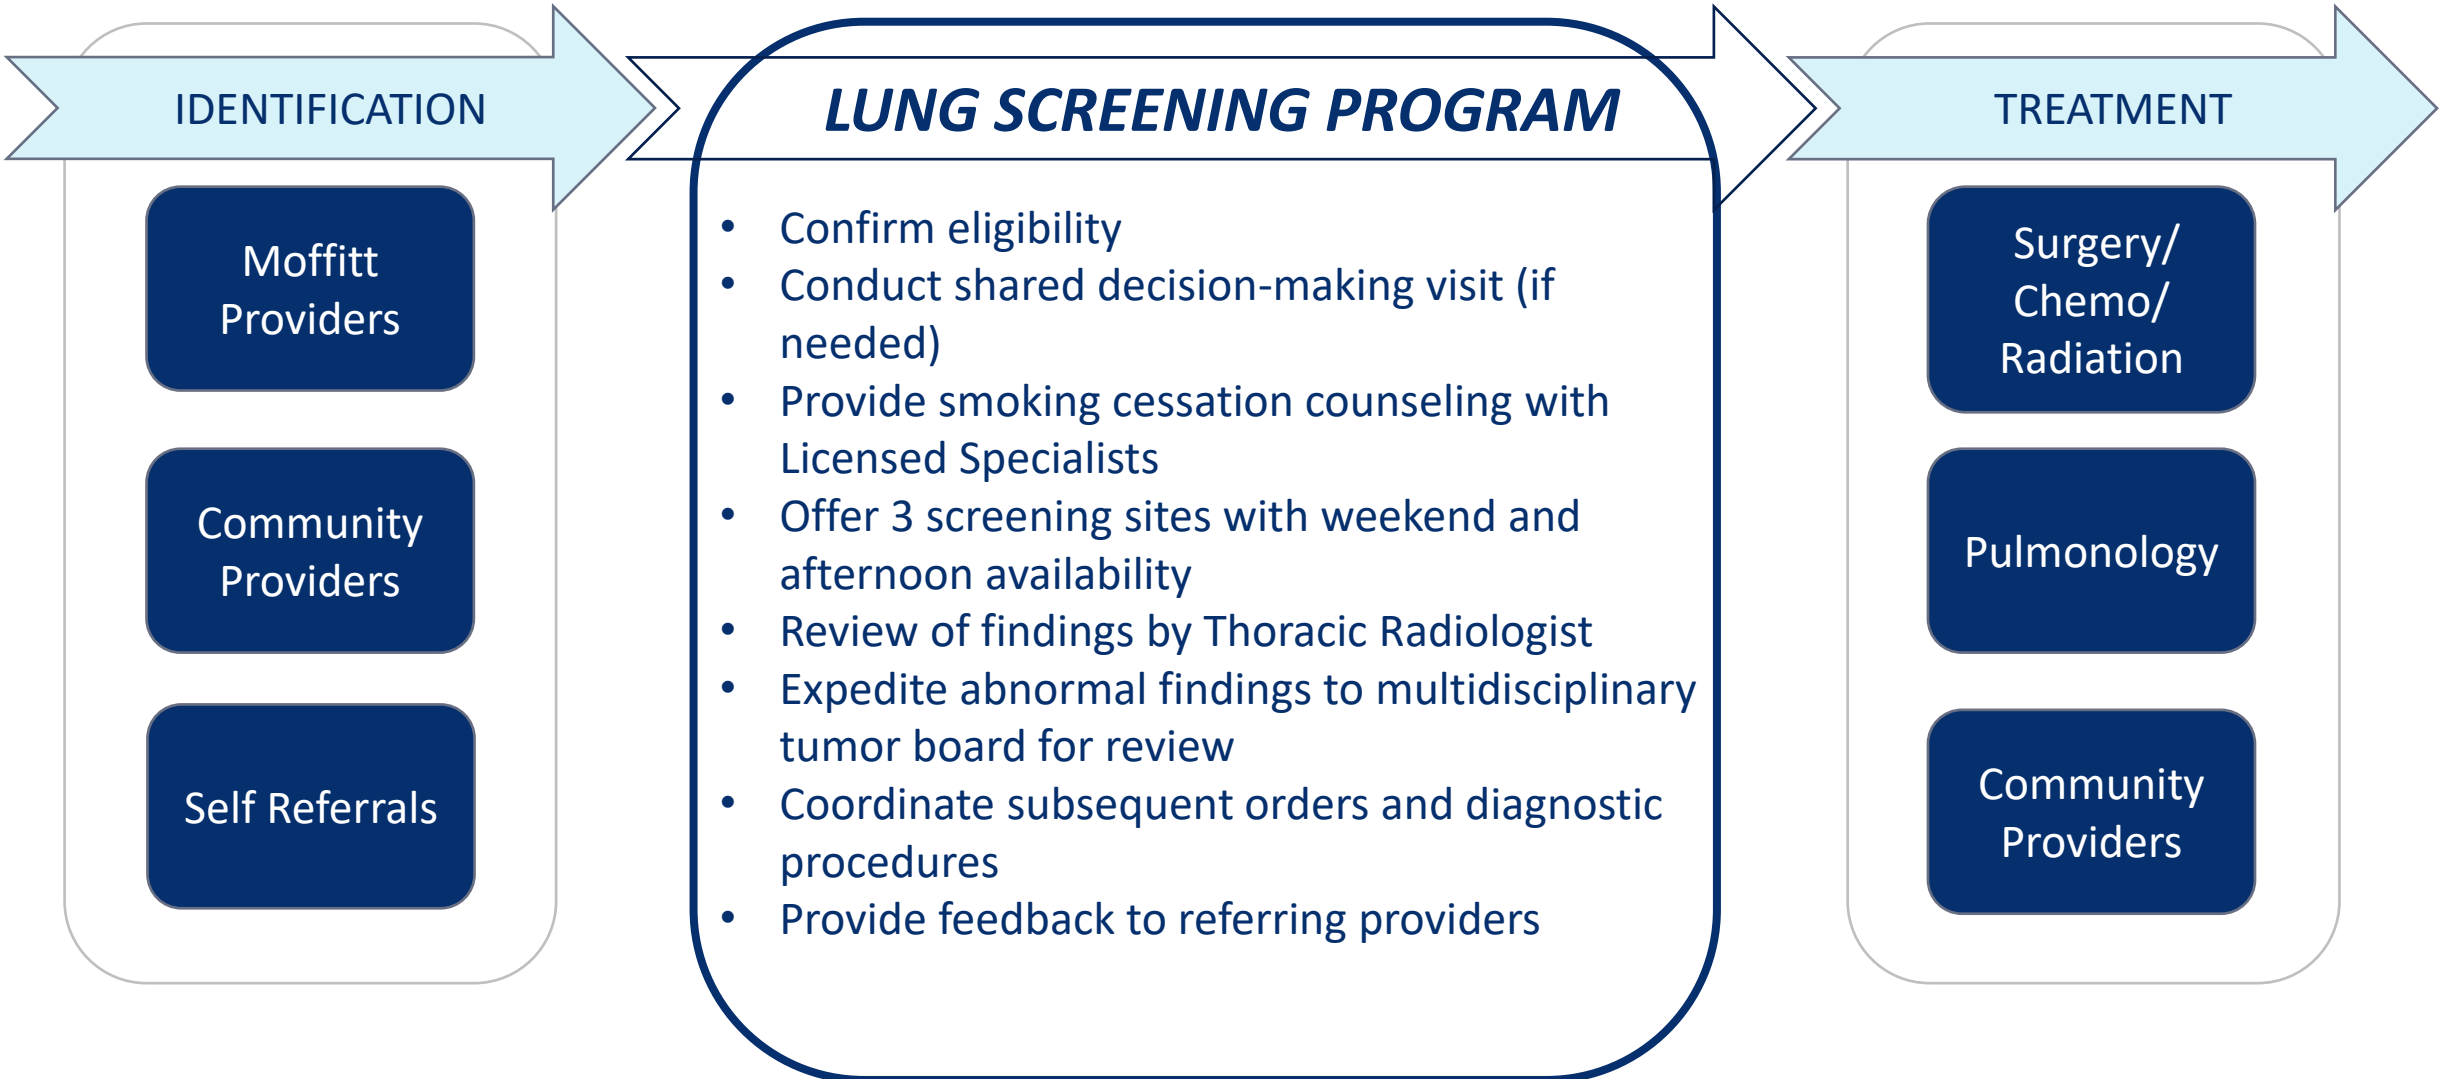 IDENTIFICATION
Moffitt
Providers
Community
Providers
Self Referrals
LUNG SCREENING PROGRAM
• Confirm eligibility
• Conduct shared decision-making visit (if
needed)
• Provide smoking cessation counseling with
Licensed Specialists
• Offer 3 screening sites with weekend and
afternoon availability
• Review of findings by Thoracic Radiologist
• Expedite abnormal findings to multidisciplinary
tumor board for review
• Coordinate subsequent orders and diagnostic
procedures
• Provide feedback to referring providers
TREATMENT
Surgery/
Chemo/
Radiation
Pulmonology
Community
Providers